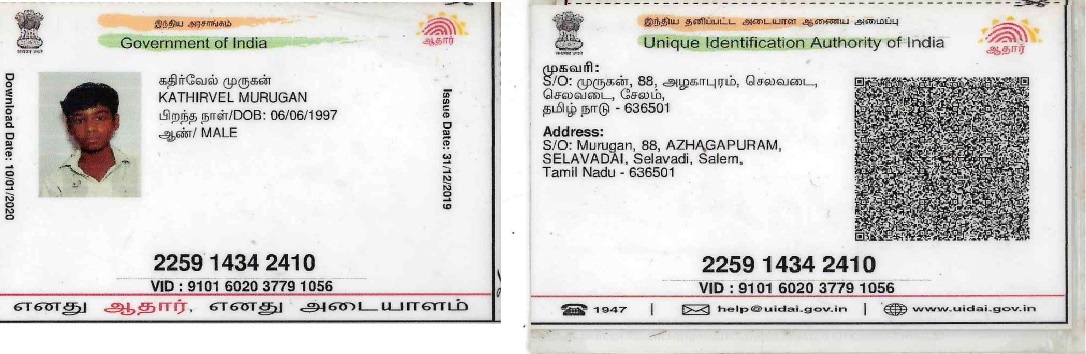 இந்திய அரசாங்கம்
Government of India
ஆதார்
Download Date: 10/01/2020
கதிர்வேல் முருகன்
KATHIRVEL MURUGAN
பிறந்த நாள்/DOB: 06/06/1997
ஆண்/ MALE
Issue Date: 31/12/2019
2259 1434 2410
VID : 9101 6020 3779 1056
எனது ஆதார், எனது அடையாளம்
இந்திய தனிப்பட்ட அடையாள ஆணைய அமைப்பு
Unique Identification Authority of India
ஆதார்
முகவரி:
S/O: முருகன், 88, அழகாபுரம், செலவடை,
செலவடை, சேலம்,
தமிழ் நாடு - 636501
Address:
S/O: Murugan, 88, AZHAGAPURAM,
SELAVADAI, Selavadi, Salem,
Tamil Nadu - 636501
2259 1434 2410
VID : 9101 6020 3779 1056
1947 | help@uidai.gov.in | www.uidai.gov.in